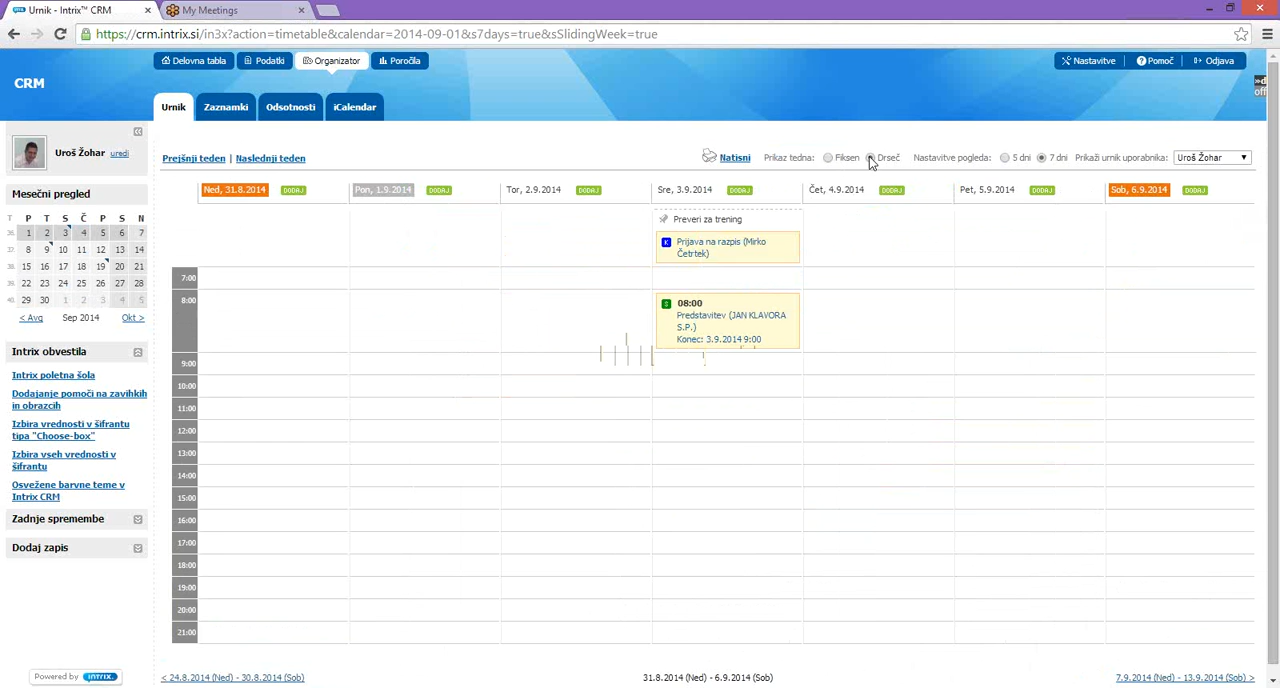 Urnik - Intrix™ CRM
My Meetings
https://crm.intrix.si/in3x?action=timetable&calendar=2014-09-01&s7days=true&sSlidingWeek=true
Delovna tabla
Podatki
Organizator
Poročila
Nastavitve
Pomoč
Odjava
CRM
Urnik
Zaznamki
Odsotnosti
iCalendar
off
Uroš Žohar uredi
Prejšnji teden | Naslednji teden
Natisni
Prikaz tedna: Fiksen Drseč
Nastavitve pogleda: 5 dni 7 dni
Prikaži urnik uporabnika: Uroš Žohar
Mesečni pregled
T P T S Č P S N
36. 1 2 3 4 5 6 7
37. 8 9 10 11 12 13 14
38. 15 16 17 18 19 20 21
39. 22 23 24 25 26 27 28
40. 29 30 1 2 3 4 5
< Avg Sep 2014 Okt >
Intrix obvestila
Intrix poletna šola
Dodajanje pomoči na zavihkih
in obrazcih
Izbira vrednosti v šifrantu
tipa "Choose-box"
Izbira vseh vrednosti v
šifrantu
Osvežene barvne teme v
Intrix CRM
Zadnje spremembe
Dodaj zapis
Powered by INTRIX.
Ned, 31.8.2014 DODAJ
Pon, 1.9.2014 DODAJ
Tor, 2.9.2014 DODAJ
Sre, 3.9.2014 DODAJ
Čet, 4.9.2014 DODAJ
Pet, 5.9.2014 DODAJ
Sob, 6.9.2014 DODAJ
Preveri za trening
K Prijava na razpis (Mirko
Četrtek)
7:00
8:00
S 08:00
Predstavitev (JAN KLAVORA
S.P.)
Konec: 3.9.2014 9:00
9:00
10:00
11:00
12:00
13:00
14:00
15:00
16:00
17:00
18:00
19:00
20:00
21:00
< 24.8.2014 (Ned) - 30.8.2014 (Sob)
31.8.2014 (Ned) - 6.9.2014 (Sob)
7.9.2014 (Ned) - 13.9.2014 (Sob) >